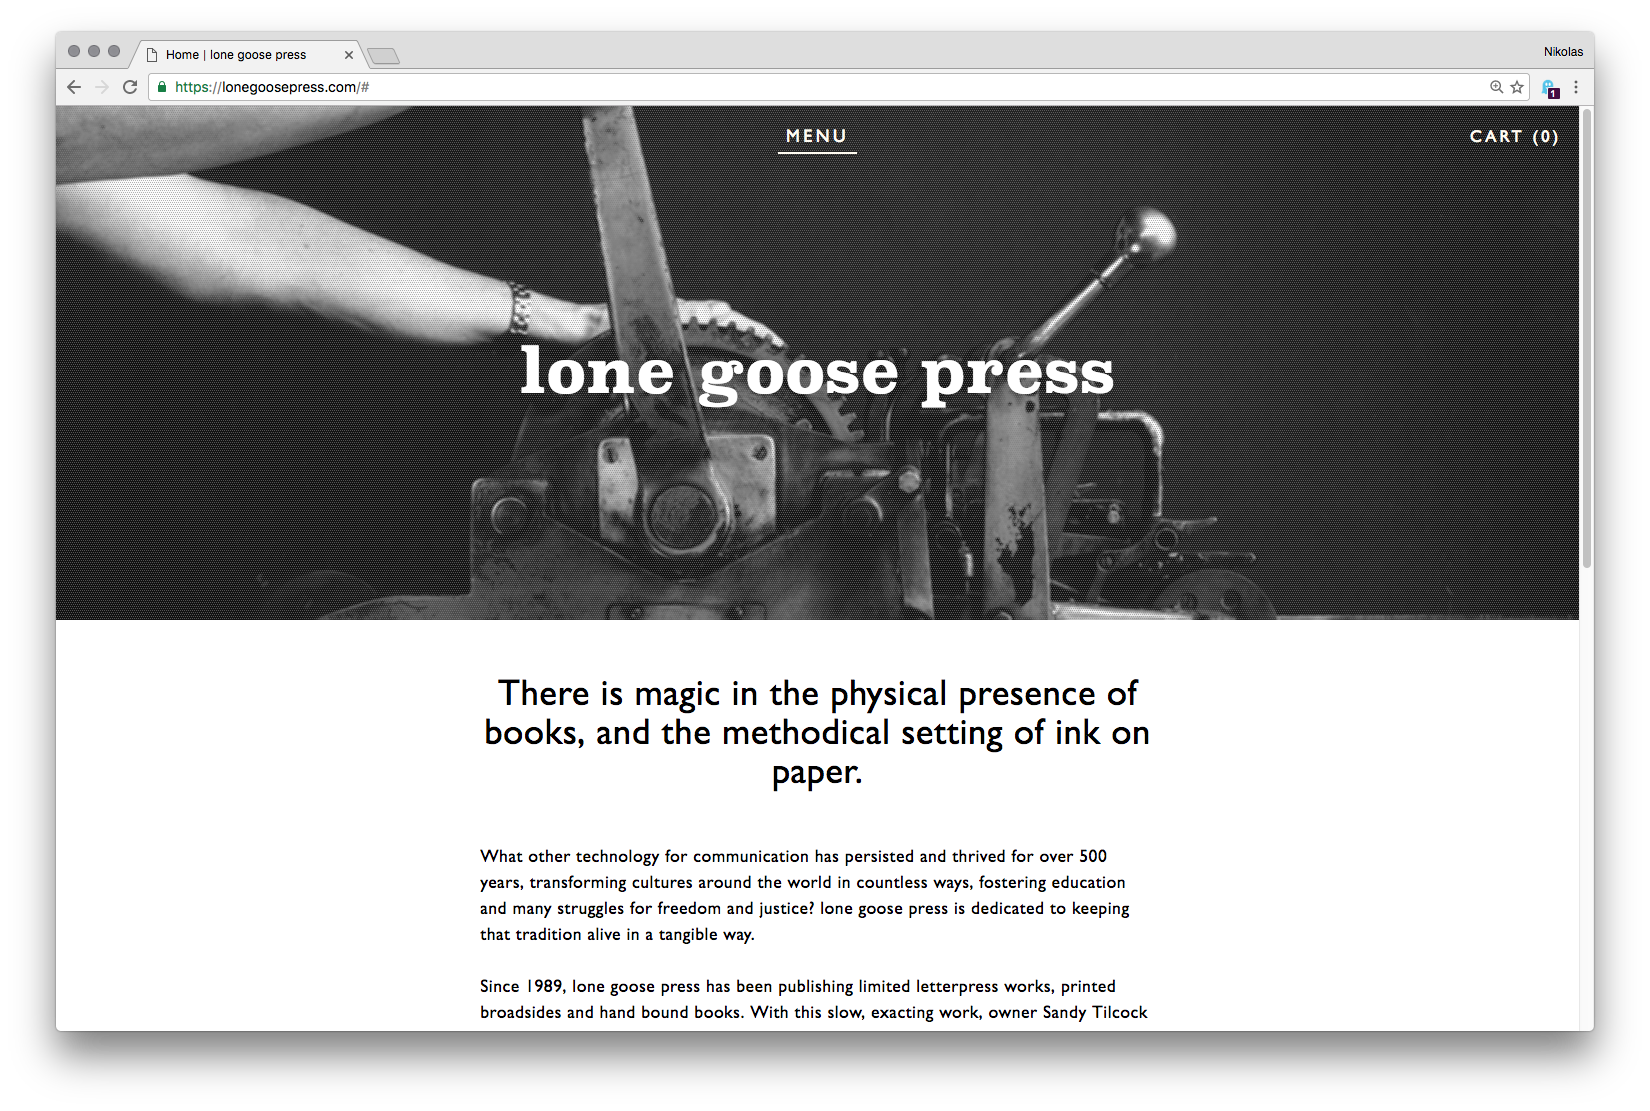 Home | lone goose press
Nikolas
https://lonegoosepress.com/#
1
MENU
CART (0)
lone goose press
There is magic in the physical presence of
books, and the methodical setting of ink on
paper.
What other technology for communication has persisted and thrived for over 500
years, transforming cultures around the world in countless ways, fostering education
and many struggles for freedom and justice? lone goose press is dedicated to keeping
that tradition alive in a tangible way.
Since 1989, lone goose press has been publishing limited letterpress works, printed
broadsides and hand bound books. With this slow, exacting work, owner Sandy Tilcock